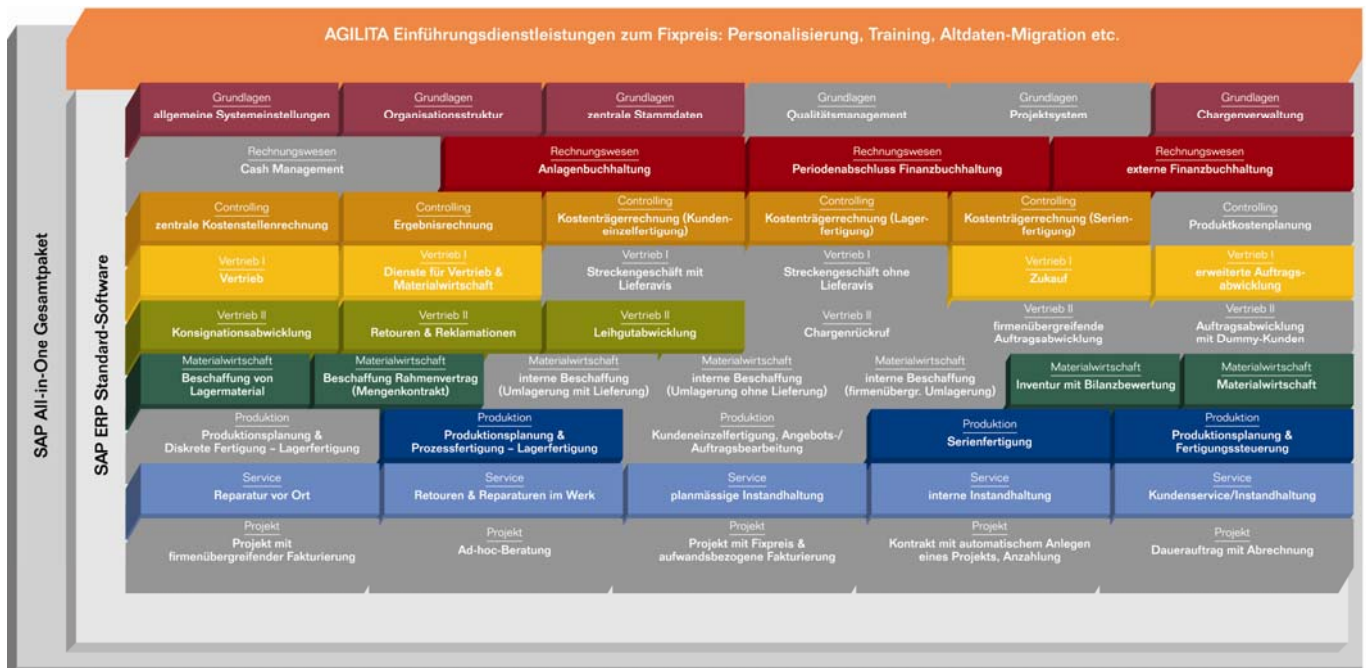 AGILITA Einführungsdienstleistungen zum Fixpreis: Personalisierung, Training, Altdaten-Migration etc.
SAP All-in-One Gesamtpaket
SAP ERP Standard-Software
Grundlagen
allgemeine Systemeinstellungen
Grundlagen
Organisationsstruktur
Grundlagen
zentrale Stammdaten
Grundlagen
Qualitätsmanagement
Grundlagen
Projektsystem
Grundlagen
Chargenverwaltung
Rechnungswesen
Cash Management
Rechnungswesen
Anlagenbuchhaltung
Rechnungswesen
Periodenabschluss Finanzbuchhaltung
Rechnungswesen
externe Finanzbuchhaltung
Controlling
zentrale Kostenstellenrechnung
Controlling
Ergebnisrechnung
Controlling
Kostenträgerrechnung (Kunden-
einzelfertigung)
Controlling
Kostenträgerrechnung (Lager-
fertigung)
Controlling
Kostenträgerrechnung (Serien-
fertigung)
Controlling
Produktkostenplanung
Vertrieb I
Vertrieb
Vertrieb I
Dienste für Vertrieb &
Materialwirtschaft
Vertrieb I
Streckengeschäft mit
Lieferavis
Vertrieb I
Streckengeschäft ohne
Lieferavis
Vertrieb I
Zukauf
Vertrieb I
erweiterte Auftrags-
abwicklung
Vertrieb II
Konsignationsabwicklung
Vertrieb II
Retouren & Reklamationen
Vertrieb II
Leihgutabwicklung
Vertrieb II
Chargenrückruf
Vertrieb II
firmenübergreifende
Auftragsabwicklung
Vertrieb II
Auftragsabwicklung
mit Dummy-Kunden
Materialwirtschaft
Beschaffung von
Lagermaterial
Materialwirtschaft
Beschaffung Rahmenvertrag
(Mengenkontrakt)
Materialwirtschaft
interne Beschaffung
(Umlagerung mit Lieferung)
Materialwirtschaft
interne Beschaffung
(Umlagerung ohne Lieferung)
Materialwirtschaft
interne Beschaffung
(firmenübergr. Umlagerung)
Materialwirtschaft
Inventur mit Bilanzbewertung
Materialwirtschaft
Materialwirtschaft
Produktion
Produktionsplanung &
Diskrete Fertigung – Lagerfertigung
Produktion
Produktionsplanung &
Prozessfertigung – Lagerfertigung
Produktion
Kundeneinzelfertigung, Angebots-/
Auftragsbearbeitung
Produktion
Serienfertigung
Produktion
Produktionsplanung &
Fertigungssteuerung
Service
Reparatur vor Ort
Service
Retouren & Reparaturen im Werk
Service
planmässige Instandhaltung
Service
interne Instandhaltung
Service
Kundenservice/Instandhaltung
Projekt
Projekt mit
firmenübergreifender Fakturierung
Projekt
Ad-hoc-Beratung
Projekt
Projekt mit Fixpreis &
aufwandsbezogene Fakturierung
Projekt
Kontrakt mit automatischem Anlegen
eines Projekts, Anzahlung
Projekt
Dauerauftrag mit Abrechnung